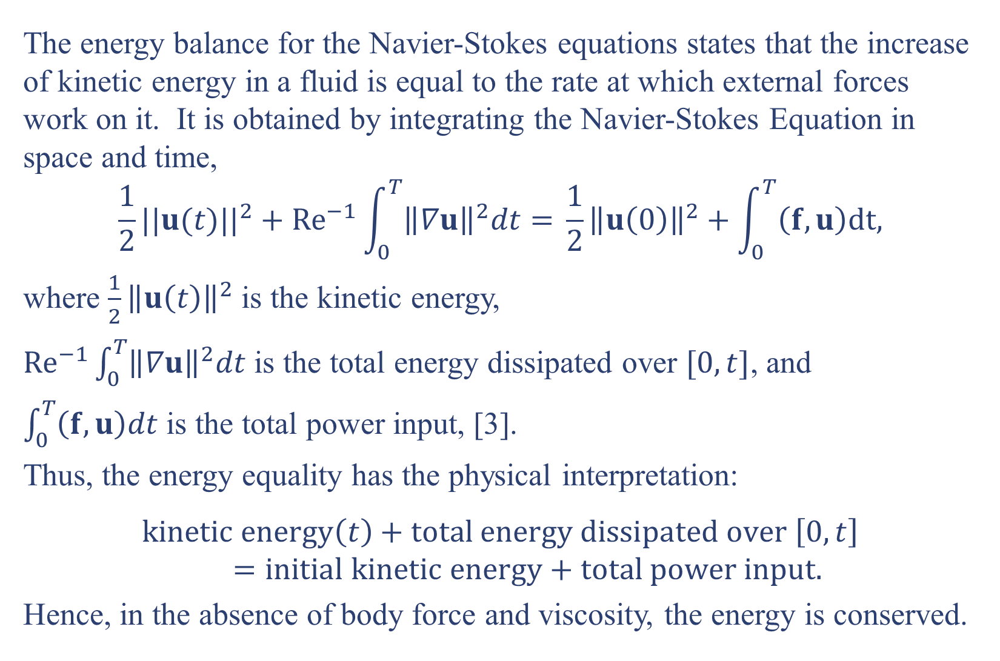 The energy balance for the Navier-Stokes equations states that the increase
of kinetic energy in a fluid is equal to the rate at which external forces
work on it.  It is obtained by integrating the Navier-Stokes Equation in
space and time,
$\frac{1}{2}||\mathbf{u}(t)||^2 + \mathrm{Re}^{-1} \int_0^T \|\nabla \mathbf{u}\|^2 dt = \frac{1}{2}\|\mathbf{u}(0)\|^2 + \int_0^T (\mathbf{f}, \mathbf{u})\mathrm{dt},$
where $\frac{1}{2}\|\mathbf{u}(t)\|^2$ is the kinetic energy,
$\mathrm{Re}^{-1} \int_0^T \|\nabla \mathbf{u}\|^2 dt$ is the total energy dissipated over $[0, t]$, and
$\int_0^T (\mathbf{f}, \mathbf{u}) dt$ is the total power input, [3].
Thus, the energy equality has the physical interpretation:
kinetic energy$(t)$ + total energy dissipated over $[0, t]$
= initial kinetic energy + total power input.
Hence, in the absence of body force and viscosity, the energy is conserved.